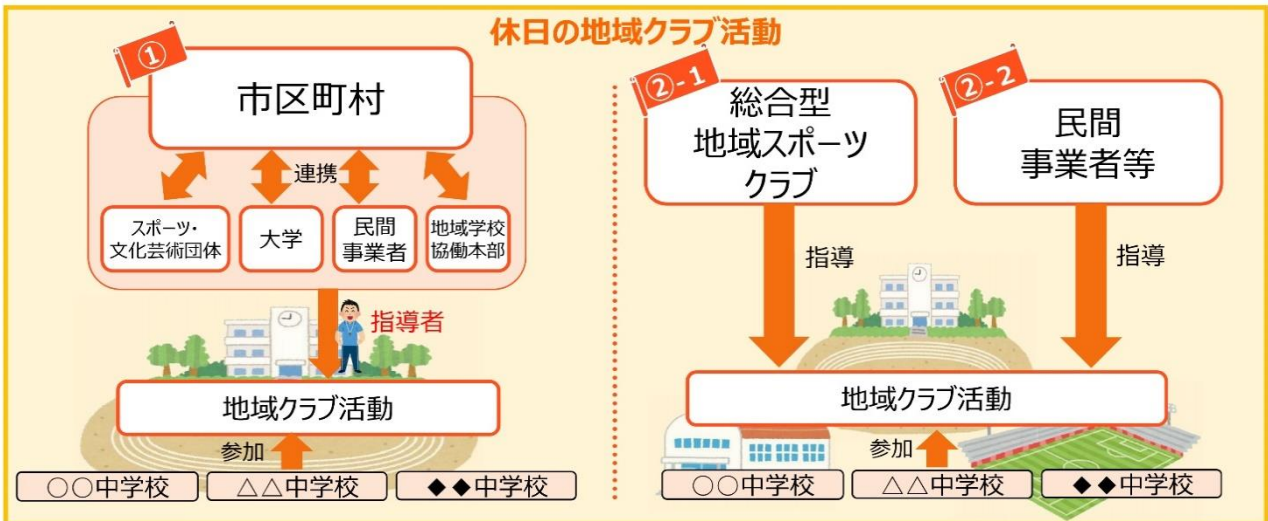 休日の地域クラブ活動
①
市区町村
連携
スポーツ・
文化芸術団体
大学
民間
事業者
地域学校
協働本部
指導者
地域クラブ活動
参加
○○中学校
△△中学校
◆◆中学校
②-1
総合型
地域スポーツ
クラブ
②-2
民間
事業者等
指導
指導
地域クラブ活動
参加
○○中学校
△△中学校
◆◆中学校